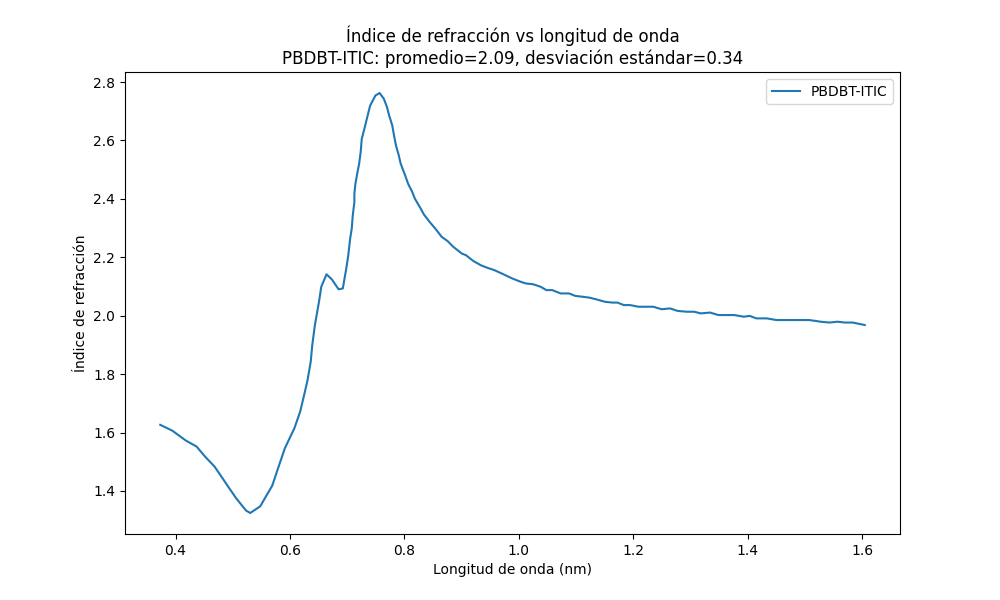 Índice de refracción vs longitud de onda
PBDBT-ITIC: promedio=2.09, desviación estándar=0.34
PBDBT-ITIC
Índice de refracción
2.8
2.6
2.4
2.2
2.0
1.8
1.6
1.4
0.4 0.6 0.8 1.0 1.2 1.4 1.6
Longitud de onda (nm)